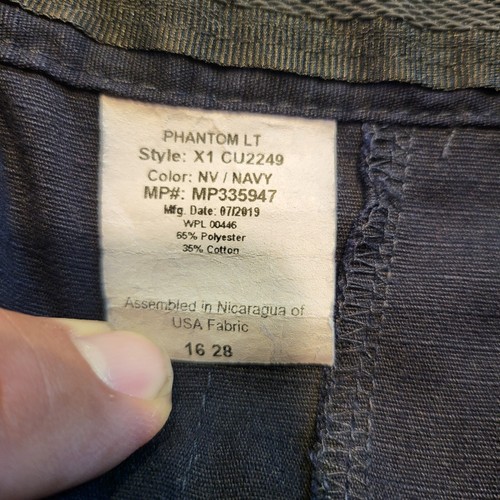 PHANTOM LT
Style: X1 CU2249
Color: NV / NAVY
MP#: MP335947
Mfg. Date: 07/2019
WPL 00446
65% Polyester
35% Cotton
Assembled in Nicaragua of
USA Fabric
16 28